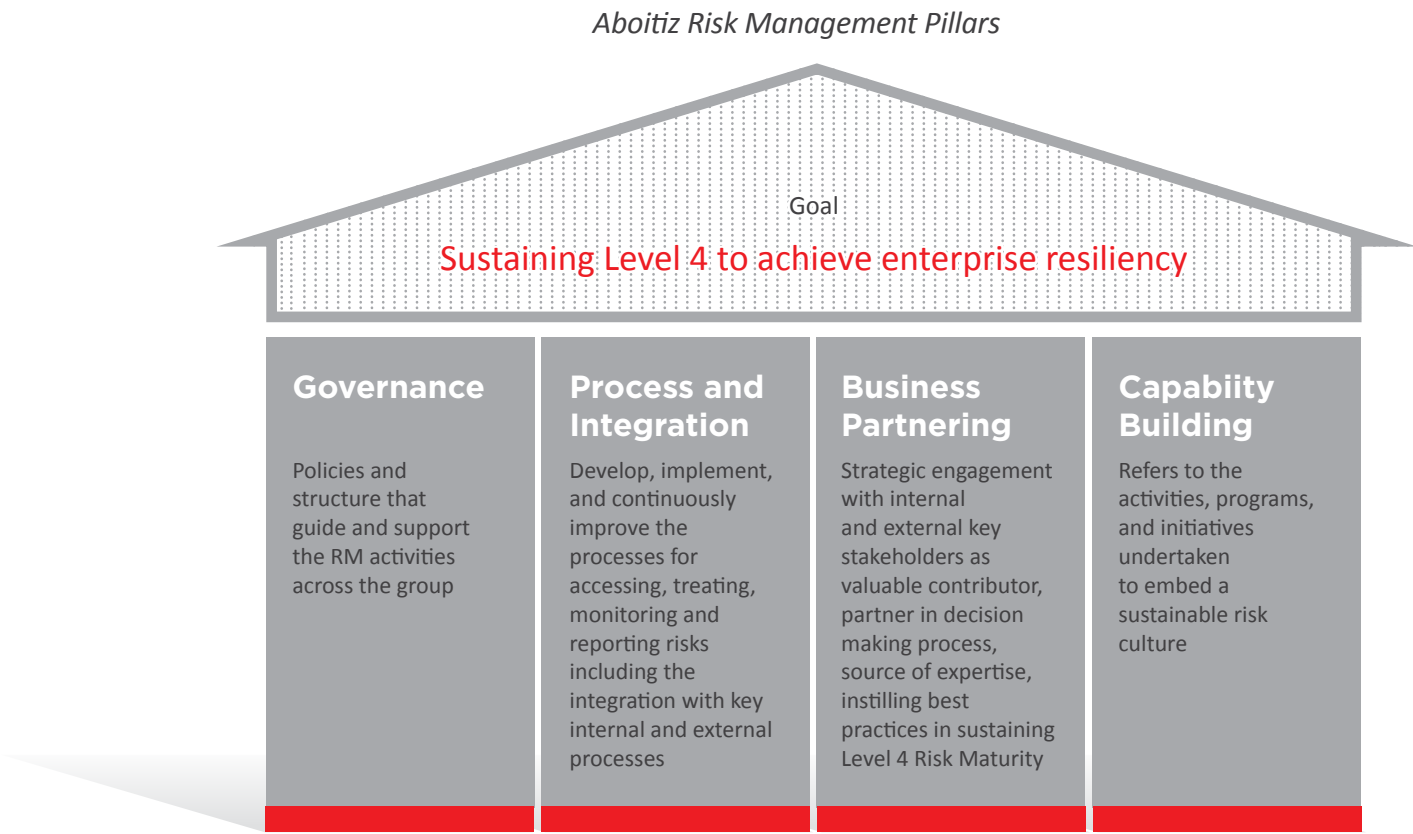 Aboitiz Risk Management Pillars
Goal
Sustaining Level 4 to achieve enterprise resiliency
Governance
Policies and
structure that
guide and support
the RM activities
across the group
Process and
Integration
Develop, implement,
and continuously
improve the
processes for
accessing, treating,
monitoring and
reporting risks
including the
integration with key
internal and external
processes
Business
Partnering
Strategic engagement
with internal
and external key
stakeholders as
valuable contributor,
partner in decision
making process,
source of expertise,
instilling best
practices in sustaining
Level 4 Risk Maturity
Capabiity
Building
Refers to the
activities, programs,
and initiatives
undertaken
to embed a
sustainable risk
culture